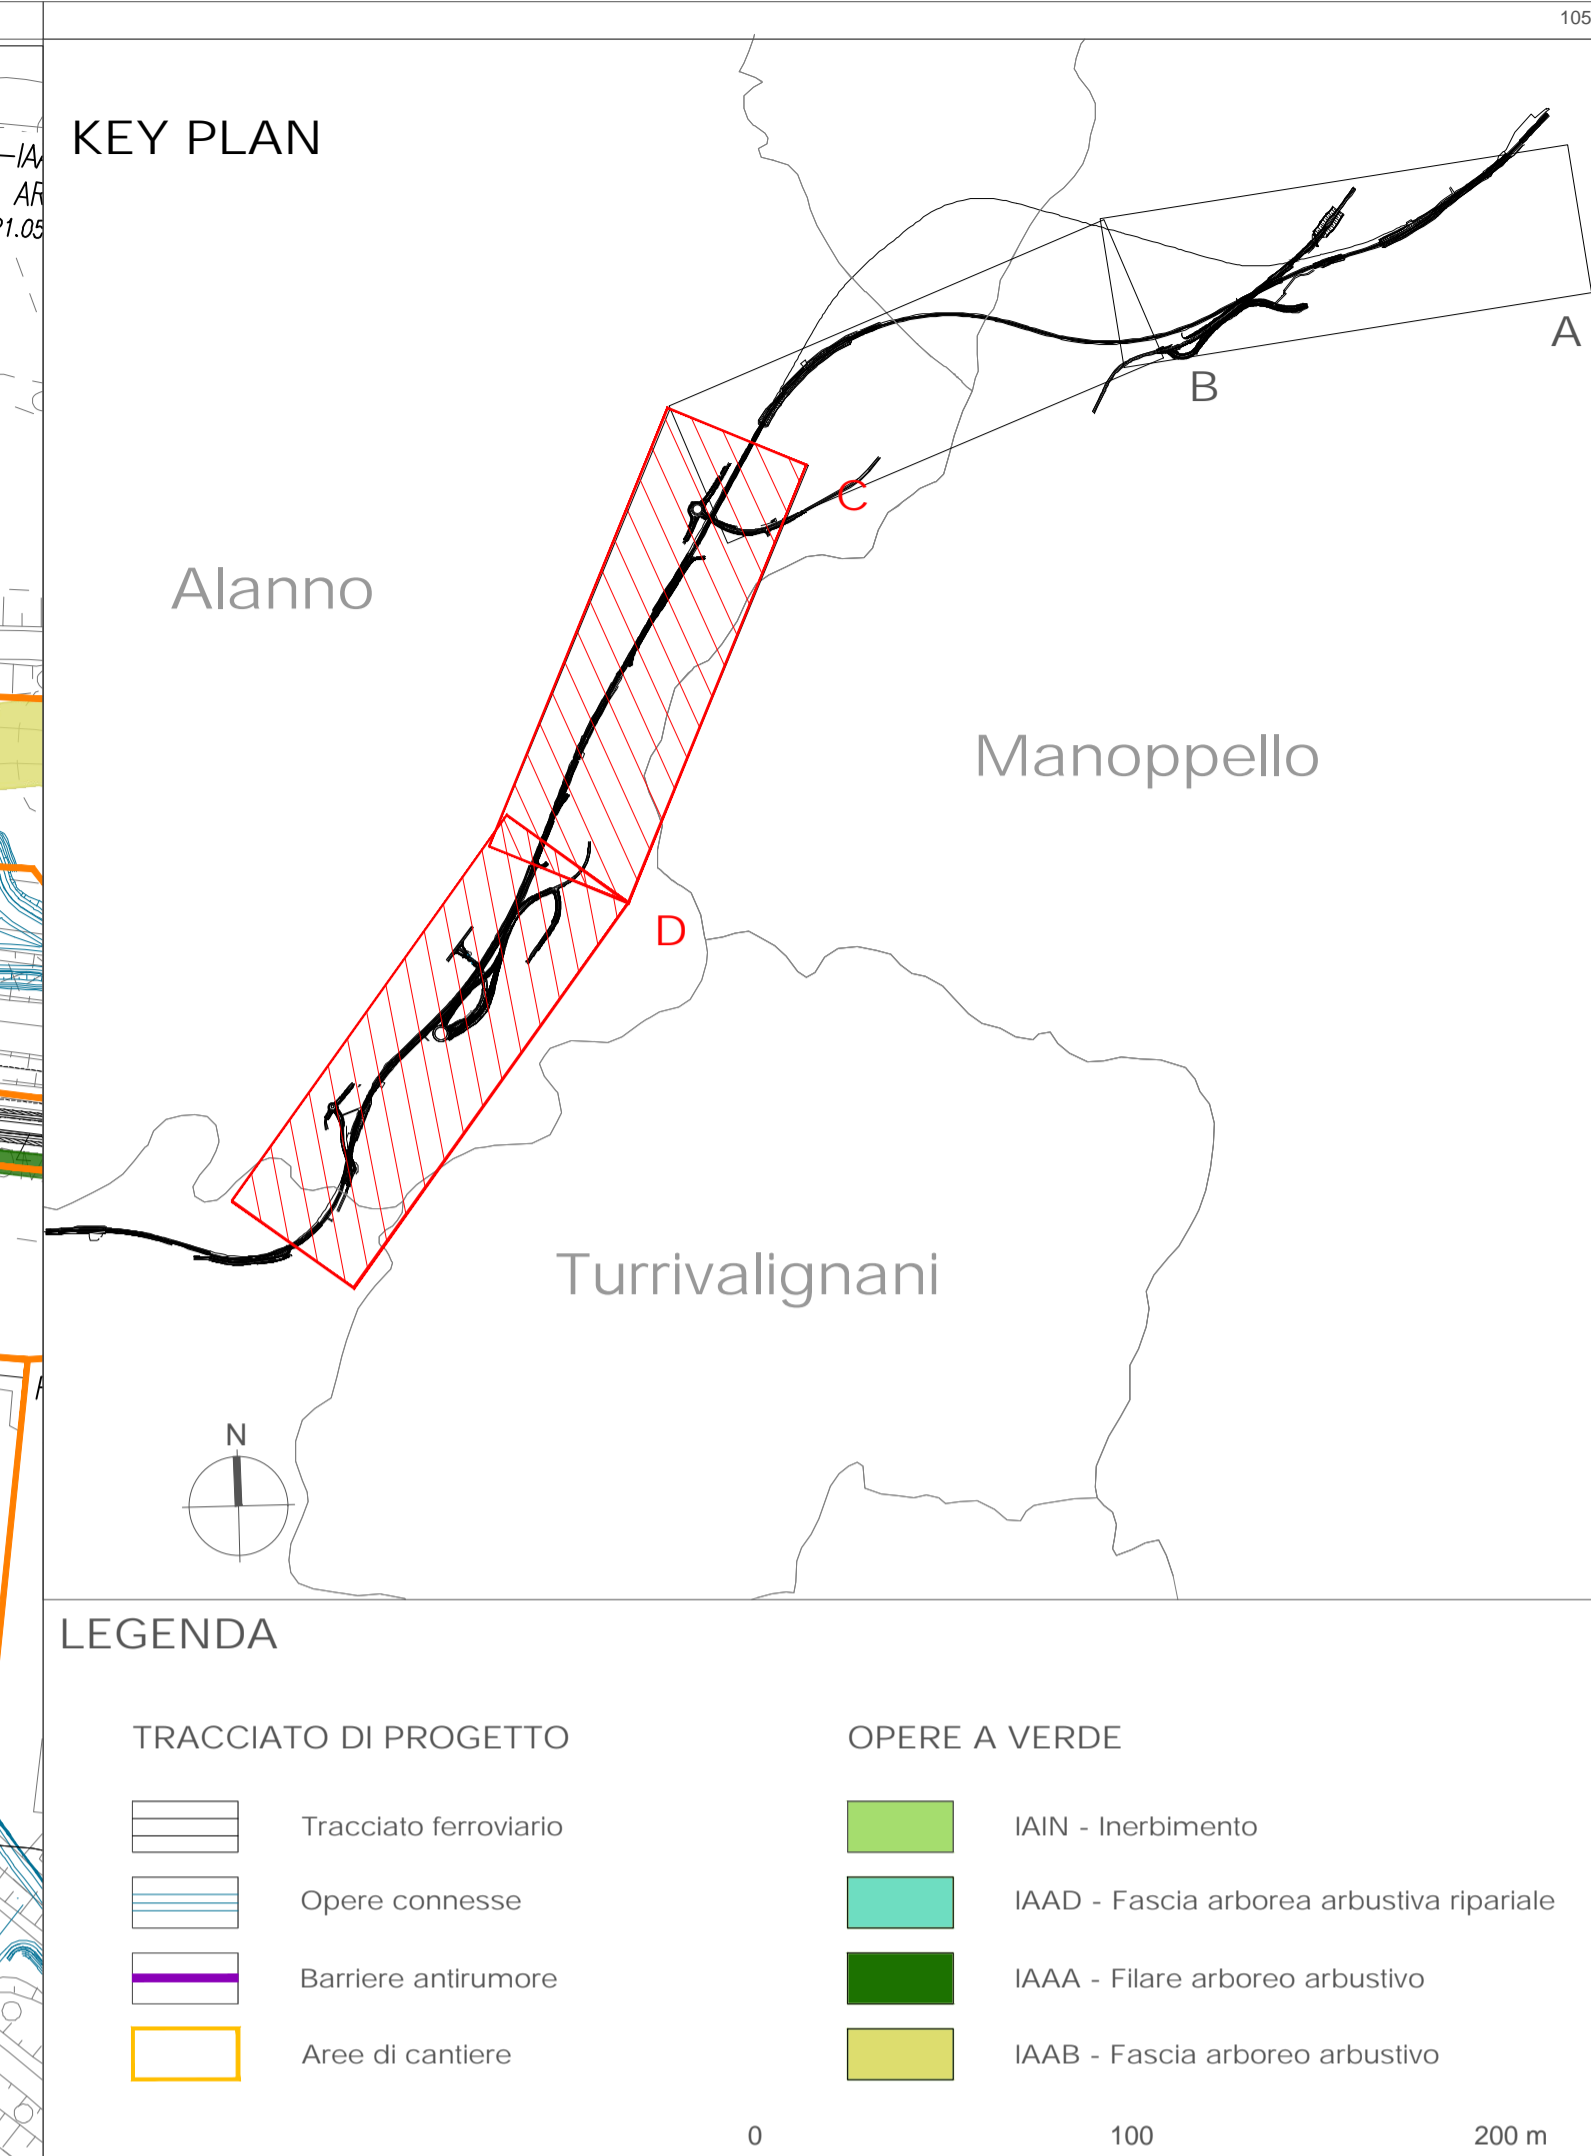 105
KEY PLAN
A
B
C
Alanno
Manoppello
D
Turrivalignani
N
LEGENDA
TRACCIATO DI PROGETTO
Tracciato ferroviario
Opere connesse
Barriere antirumore
Aree di cantiere
OPERE A VERDE
IAIN - Inerbimento
IAAD - Fascia arborea arbustiva ripariale
IAAA - Filare arboreo arbustivo
IAAB - Fascia arboreo arbustivo
0 100 200 m